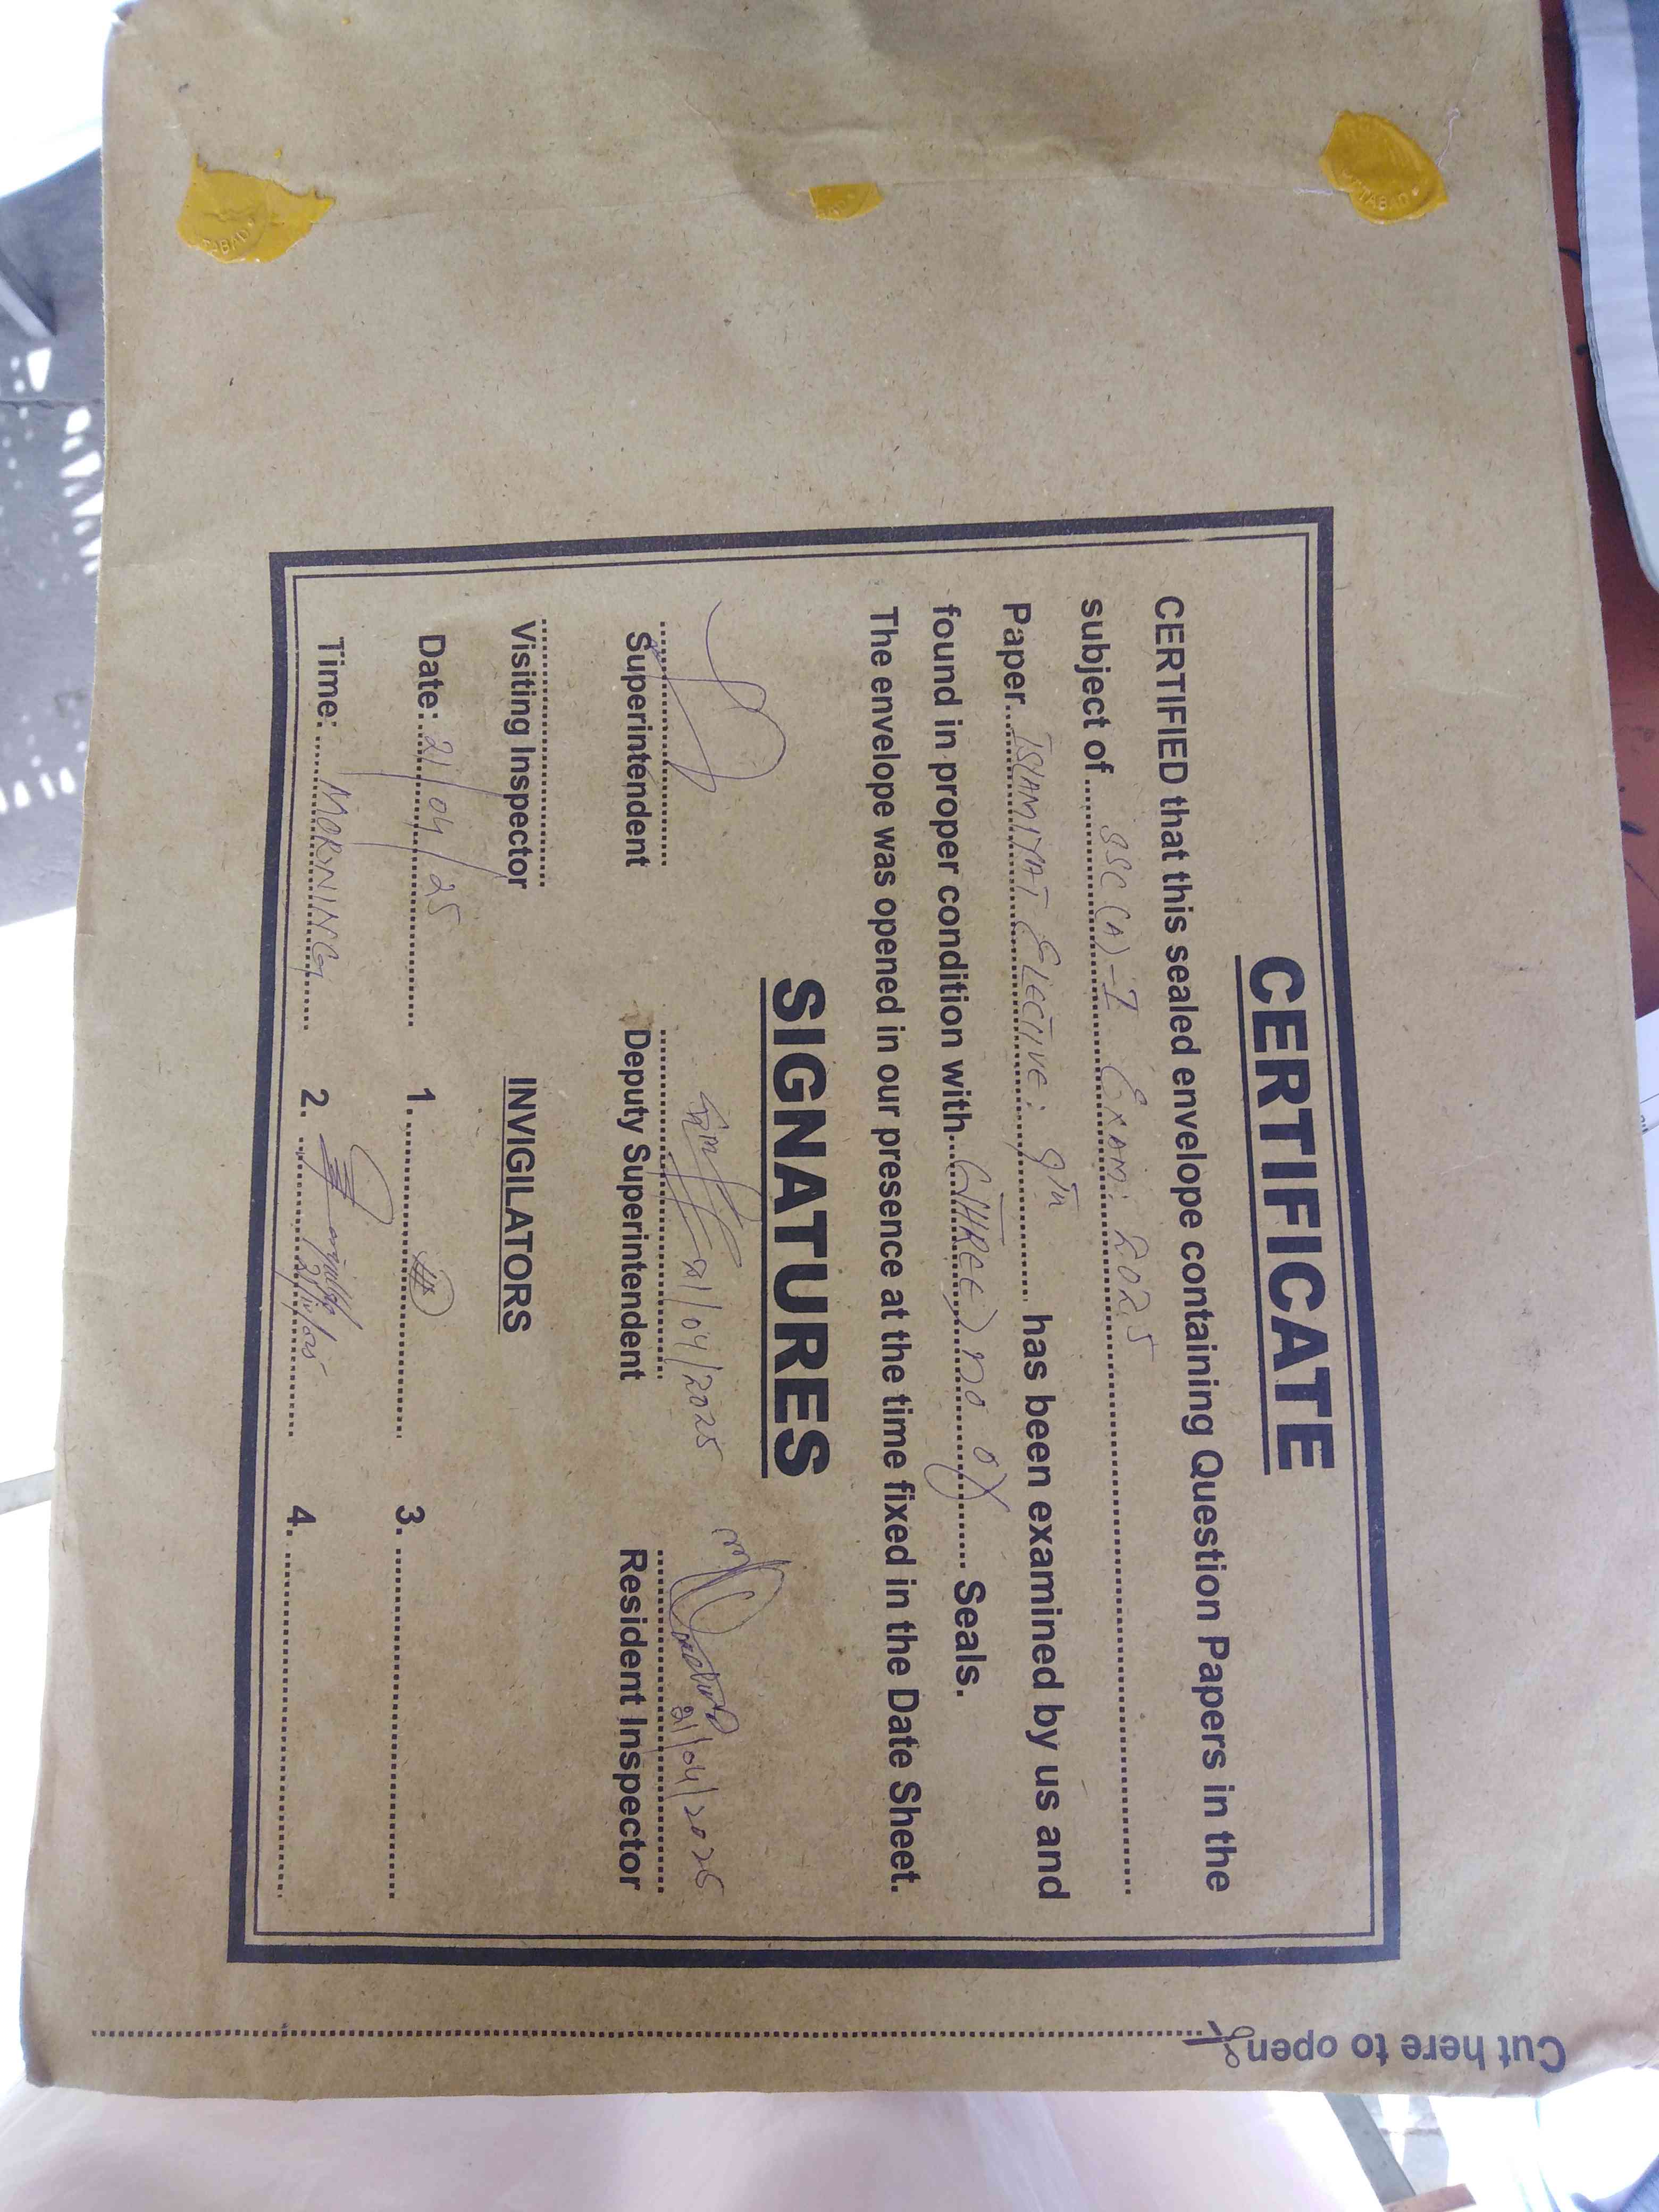 CERTIFICATE
CERTIFIED that this sealed envelope containing Question Papers in the
subject of SSC (A)-I Exam: 2025
Paper ISlAMIYAT ElEctivE: 9th has been examined by us and
found in proper condition with (THREE) no of Seals.
The envelope was opened in our presence at the time fixed in the Date Sheet.
SIGNATURES
21/04/2025
21/04/2025
Superintendent Deputy Superintendent Resident Inspector
Visiting Inspector
INVIGILATORS
Date: 21/04/25 1. 3.
Time: MORNING 2. 4.
Cut here to open